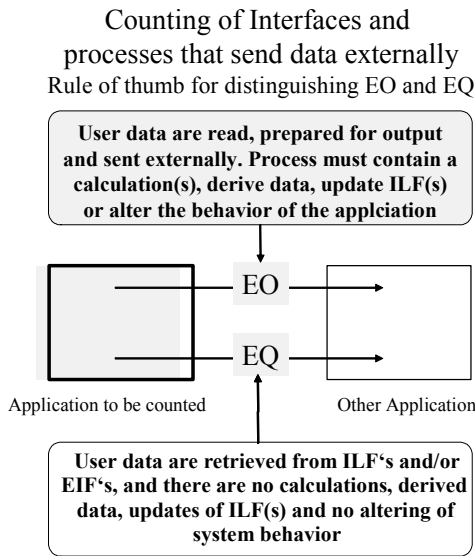 Counting of Interfaces and
processes that send data externally
Rule of thumb for distinguishing EO and EQ
User data are read, prepared for output
and sent externally. Process must contain a
calculation(s), derive data, update ILF(s)
or alter the behavior of the applciation
EO
EQ
Application to be counted
Other Application
User data are retrieved from ILF‘s and/or
EIF‘s, and there are no calculations, derived
data, updates of ILF(s) and no altering of
system behavior